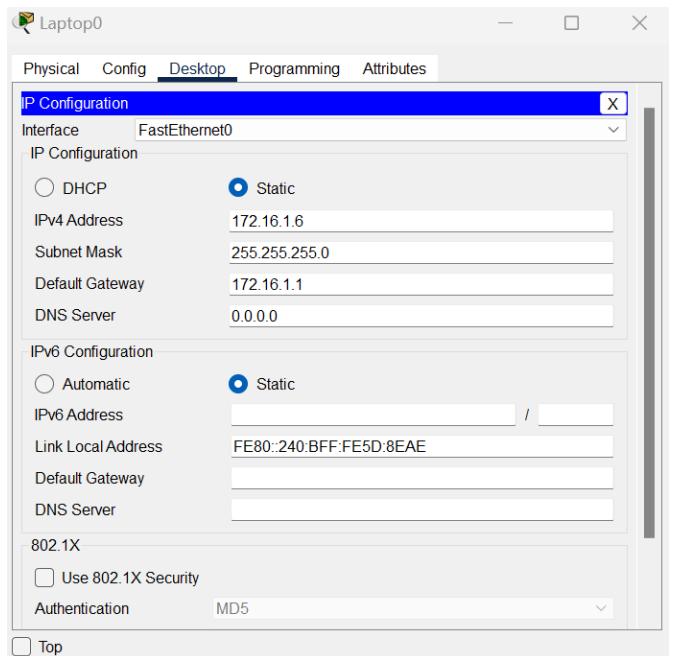 Laptop0
Physical Config Desktop Programming Attributes
IP Configuration X
Interface FastEthernet0
IP Configuration
DHCP Static
IPv4 Address 172.16.1.6
Subnet Mask 255.255.255.0
Default Gateway 172.16.1.1
DNS Server 0.0.0.0
IPv6 Configuration
Automatic Static
IPv6 Address /
Link Local Address FE80::240:BFF:FE5D:8EAE
Default Gateway
DNS Server
802.1X
Use 802.1X Security
Authentication MD5
Top